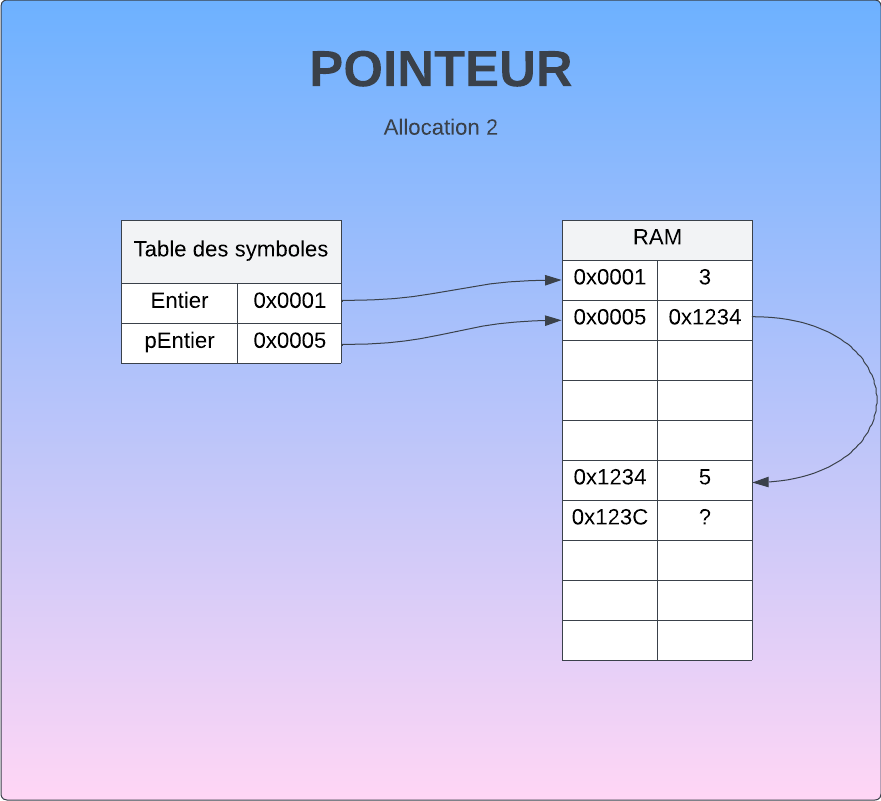 POINTEUR
Allocation 2
Table des symboles
Entier 0x0001
pEntier 0x0005
RAM
0x0001 3
0x0005 0x1234
0x1234 5
0x123C ?